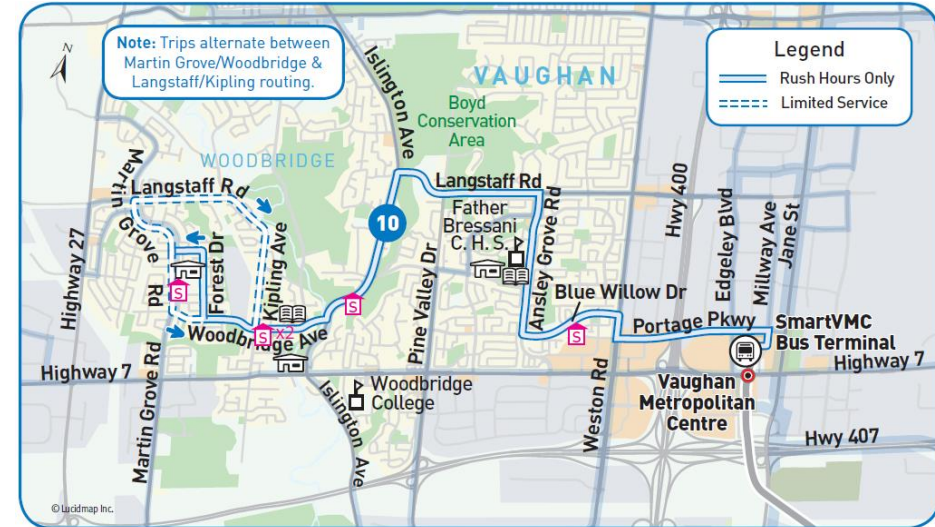 N
Note: Trips alternate between
Martin Grove/Woodbridge &
Langstaff/Kipling routing.
Legend
Rush Hours Only
Limited Service
Islington Ave
VAUGHAN
Boyd
Conservation
Area
WOODBRIDGE
Martin Grove Rd
Langstaff Rd
Langstaff Rd
10
Father
Bressani
C. H. S.
Ansley Grove Rd
Hwy 400
Edgeley Blvd
Millway Ave
Jane St
Highway 27
Forest Dr
Kipling Ave
Pine Valley Dr
Blue Willow Dr
S
S
S
S
x2
Woodbridge Ave
Portage Pkwy
SmartVMC
Bus Terminal
Highway 7
Highway 7
Martin Grove Rd
Islington Ave
Woodbridge
College
Weston Rd
Vaughan
Metropolitan
Centre
Hwy 407
© Lucidmap Inc.